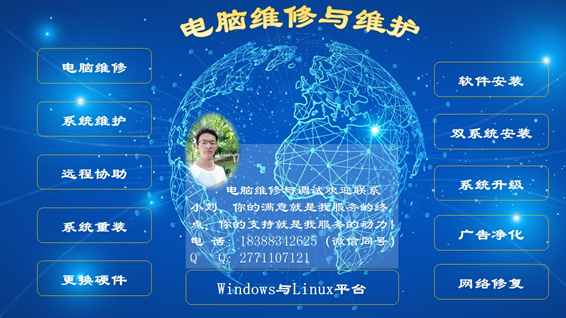 电脑维修与维护
电脑维修
系统维护
远程协助
系统重装
更换硬件
软件安装
双系统安装
系统升级
广告净化
网络修复
电脑维修与调试欢迎联系
小刘，你的满意就是我服务的终
点，你的支持就是我服务的动力！
电 话：18388342625（微信同号）
Q Q：2771107121
Windows与Linux平台